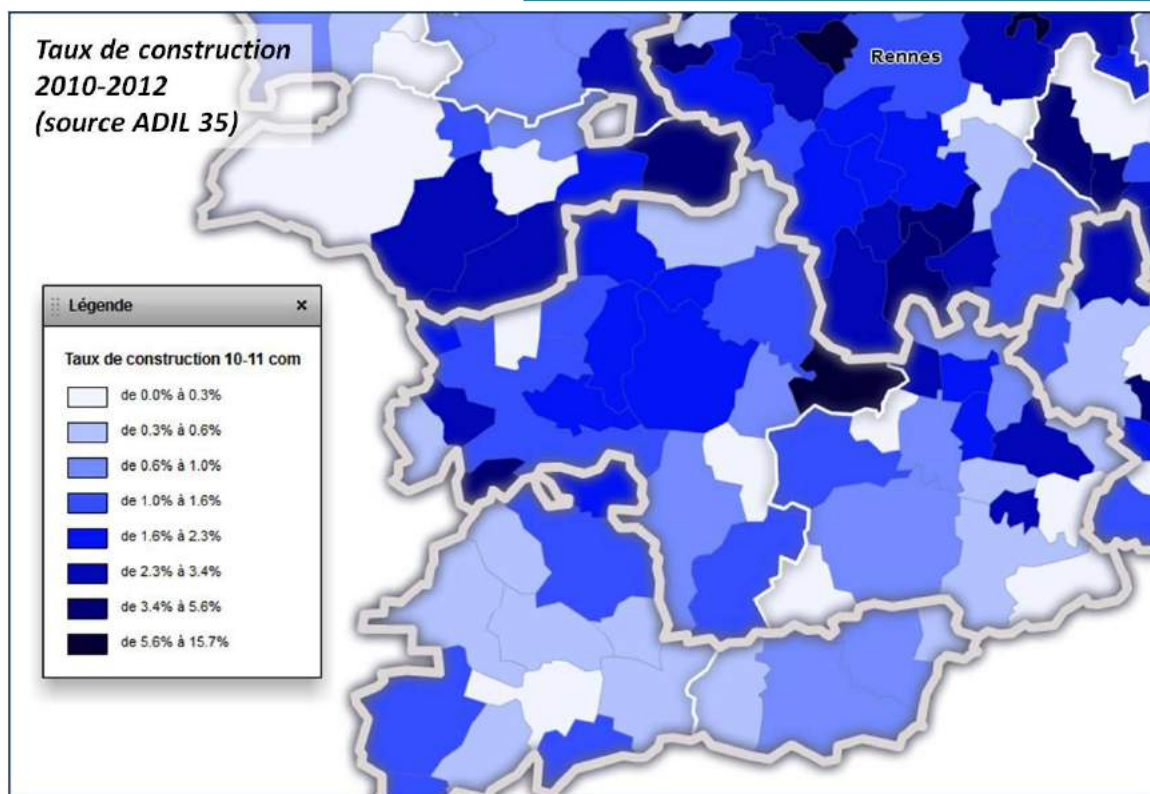 Taux de construction
2010-2012
(source ADIL 35)
Rennes
Légende
×
Taux de construction 10-11 com
de 0.0% à 0.3%
de 0.3% à 0.6%
de 0.6% à 1.0%
de 1.0% à 1.6%
de 1.6% à 2.3%
de 2.3% à 3.4%
de 3.4% à 5.6%
de 5.6% à 15.7%